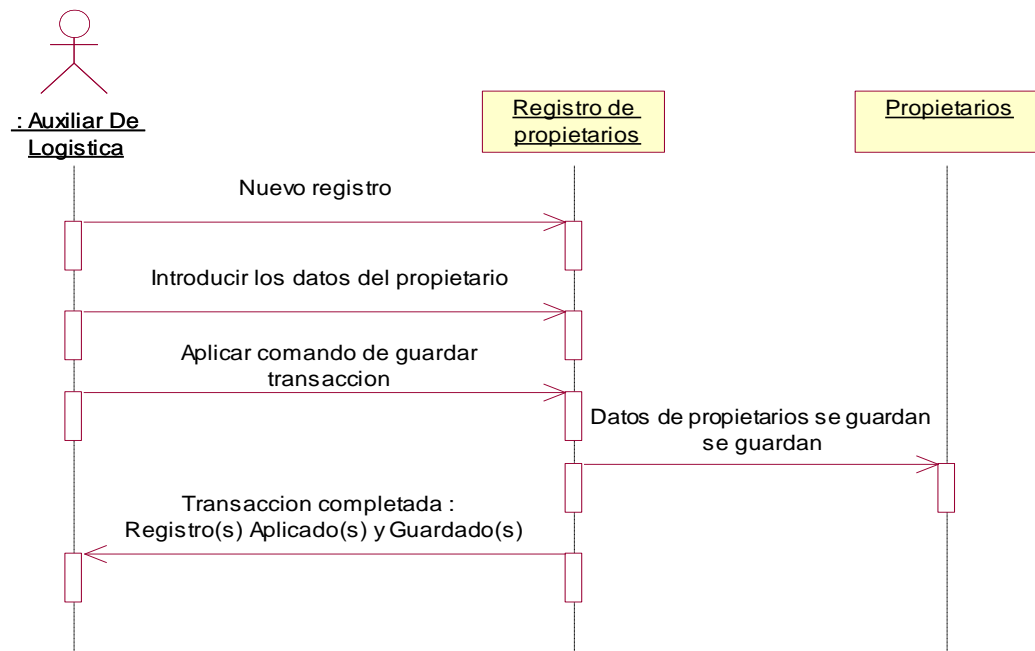 : Auxiliar De
Logistica
Registro de
propietarios
Propietarios
Nuevo registro
Introducir los datos del propietario
Aplicar comando de guardar
transaccion
Datos de propietarios se guardan
se guardan
Transaccion completada :
Registro(s) Aplicado(s) y Guardado(s)